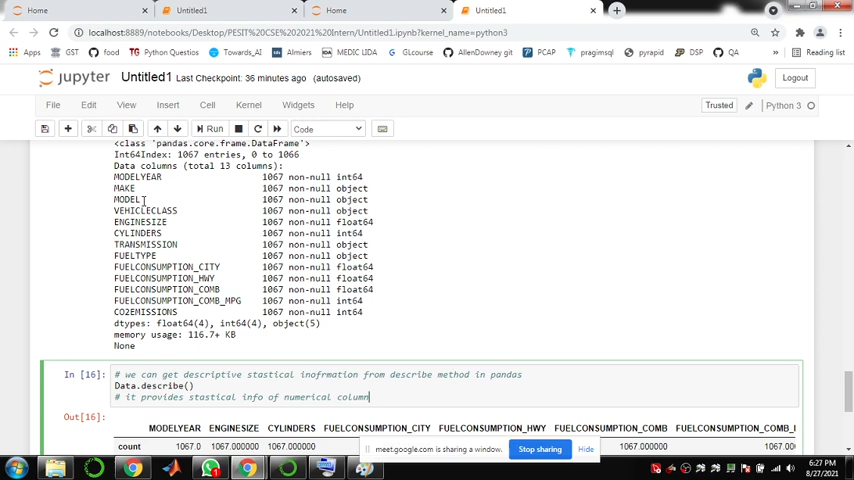 Home
Untitled1
Home
Untitled1
localhost:8889/notebooks/Desktop/PESIT%20CSE%202021%20Intern/Untitled1.ipynb?kernel_name=python3
Apps GST FOB tag Python Questions Towards_AI Almiers MEDIC LIDA G: AllenDowney git PCAP pragimsql pyrapid DSP QA » Reading list
jupyter Untitled1 Last Checkpoint: 36 minutes ago (autosaved) Logout
File Edit View Insert Cell Kernel Widgets Help Trusted Python 3
Run Code
<class 'pandas.core.frame.DataFrame'>
Int64Index: 1067 entries, 0 to 1066
Data columns (total 13 columns):
MODELYEAR 1067 non-null int64
MAKE 1067 non-null object
MODEL 1067 non-null object
VEHICLECLASS 1067 non-null object
ENGINESIZE 1067 non-null float64
CYLINDERS 1067 non-null int64
TRANSMISSION 1067 non-null object
FUELTYPE 1067 non-null object
FUELCONSUMPTION_CITY 1067 non-null float64
FUELCONSUMPTION_HWY 1067 non-null float64
FUELCONSUMPTION_COMB 1067 non-null float64
FUELCONSUMPTION_COMB_MPG 1067 non-null int64
CO2EMISSIONS 1067 non-null int64
dtypes: float64(4), int64(4), object(5)
memory usage: 116.7+ KB
None
In [16]: # we can get descriptive stastical inofrmation from describe method in pandas
Data.describe()
# it provides stastical info of numerical column
Out[16]:
MODELYEAR ENGINESIZE CYLINDERS FUELCONSUMPTION_CITY FUELCONSUMPTION_HWY FUELCONSUMPTION_COMB FUELCONSUMPTION_COMB_I
count 1067.0 1067.000000 1067.000000 1067.000000 106
meet.google.com is sharing a window. Stop sharing Hide
6:27 PM
8/27/2021